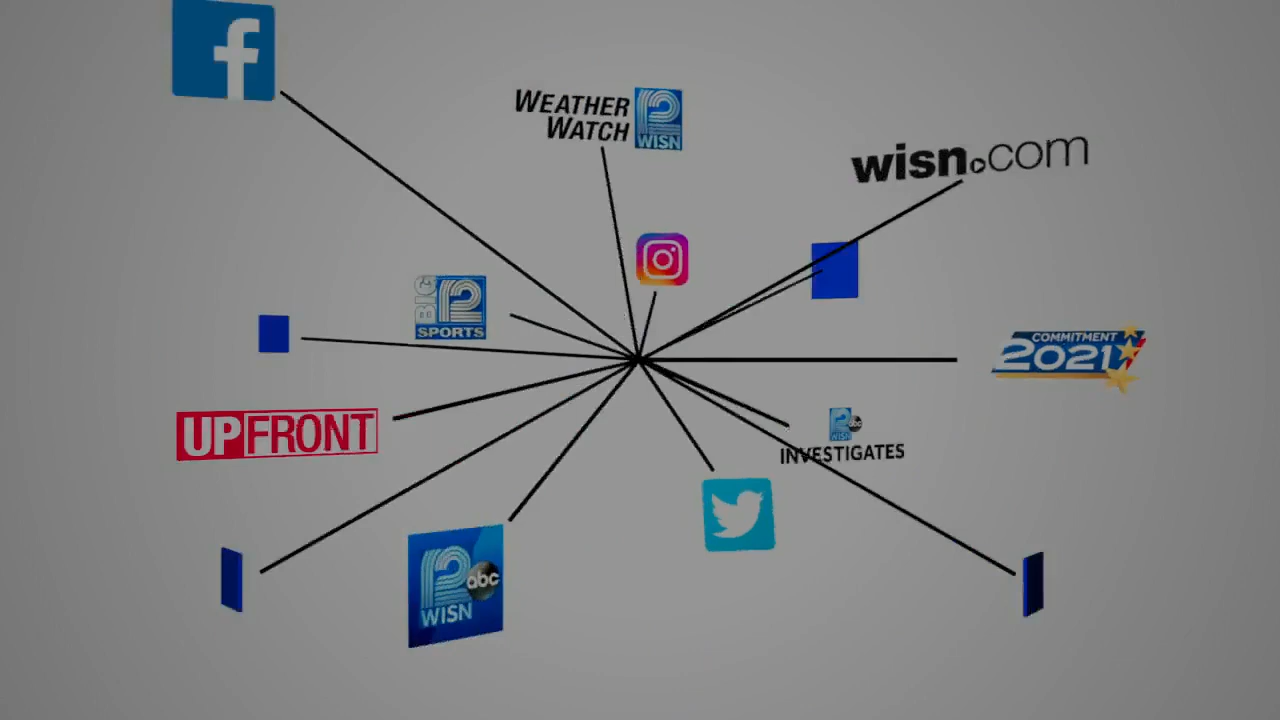 f
WEATHER
WATCH
12
WISN
wisn.com
BIG
12
SPORTS
COMMITMENT
2021
UPFRONT
12
abc
WISN
INVESTIGATES
12
abc
WISN